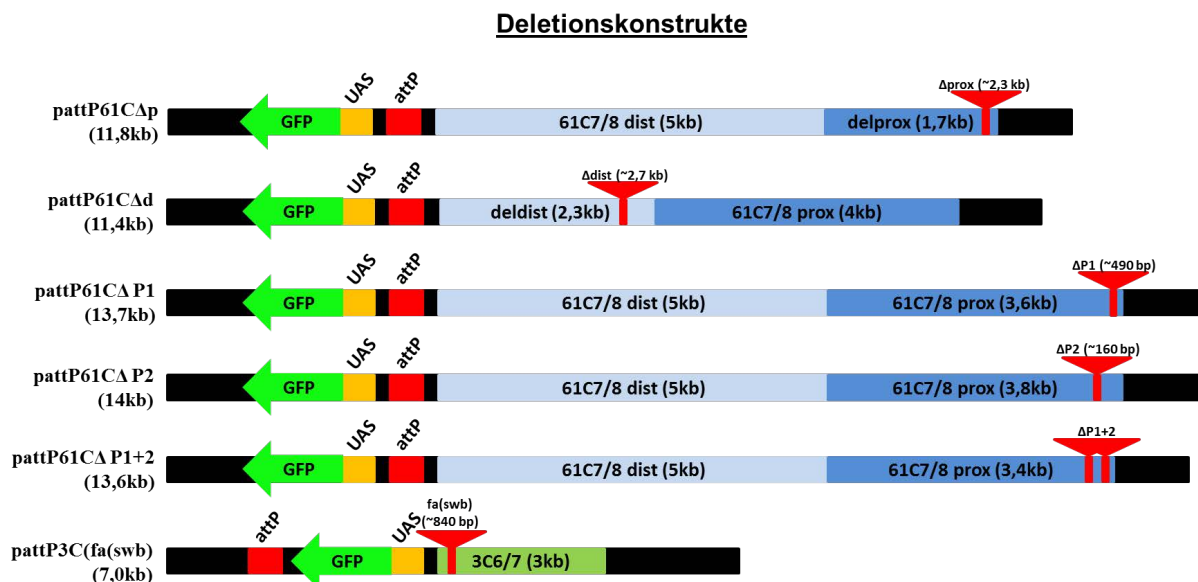 Deletionskonstrukte
UAS
attP
Δprox (~2,3 kb)
pattP61CΔp
(11,8kb)
GFP
61C7/8 dist (5kb)
delprox (1,7kb)
UAS
attP
Δdist (~2,7 kb)
pattP61CΔd
(11,4kb)
GFP
deldist (2,3kb)
61C7/8 prox (4kb)
UAS
attP
ΔP1 (~490 bp)
pattP61CΔ P1
(13,7kb)
GFP
61C7/8 dist (5kb)
61C7/8 prox (3,6kb)
UAS
attP
ΔP2 (~160 bp)
pattP61CΔ P2
(14kb)
GFP
61C7/8 dist (5kb)
61C7/8 prox (3,8kb)
UAS
attP
ΔP1+2
pattP61CΔ P1+2
(13,6kb)
GFP
61C7/8 dist (5kb)
61C7/8 prox (3,4kb)
attP
UAS
fa(swb)
(~840 bp)
pattP3C(fa(swb)
(7,0kb)
GFP
3C6/7 (3kb)